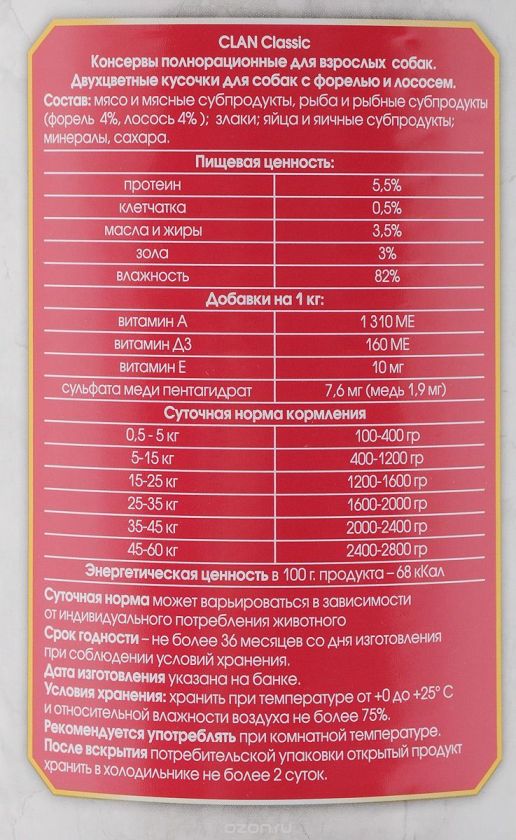 CLAN Classic
Консервы полнорационные для взрослых собак.
Двухцветные кусочки для собак с форелью и лососем.
Состав: мясо и мясные субпродукты, рыба и рыбные субпродукты
(форель 4%, лосось 4% ); злаки; яйца и яичные субпродукты;
минералы, сахара.
Пищевая ценность:
протеин 5,5%
клетчатка 0,5%
масла и жиры 3,5%
зола 3%
влажность 82%
Добавки на 1 кг:
витамин А 1 310 МЕ
витамин Д3 160 МЕ
витамин Е 10 мг
сульфата меди пентагидрат 7,6 мг (медь 1,9 мг)
Суточная норма кормления
0,5 - 5 кг 100-400 гр
5-15 кг 400-1200 гр
15-25 кг 1200-1600 гр
25-35 кг 1600-2000 гр
35-45 кг 2000-2400 гр
45-60 кг 2400-2800 гр
Энергетическая ценность в 100 г. продукта – 68 кКал
Суточная норма может варьироваться в зависимости
от индивидуального потребления животного
Срок годности – не более 36 месяцев со дня изготовления
при соблюдении условий хранения.
Дата изготовления указана на банке.
Условия хранения: хранить при температуре от +0 до +25° С
и относительной влажности воздуха не более 75%.
Рекомендуется употреблять при комнатной температуре.
После вскрытия потребительской упаковки открытый продукт
хранить в холодильнике не более 2 суток.
ozon.ru